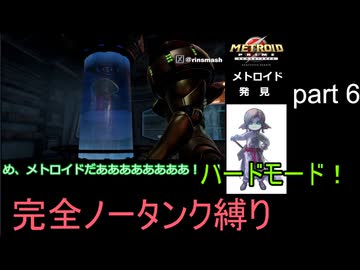 @rinsmash
METROID
PRIME
REMASTERED
メトロイド
発見
part 6
め、メトロイドだああああああああ！
ハードモード！
完全ノータンク縛り